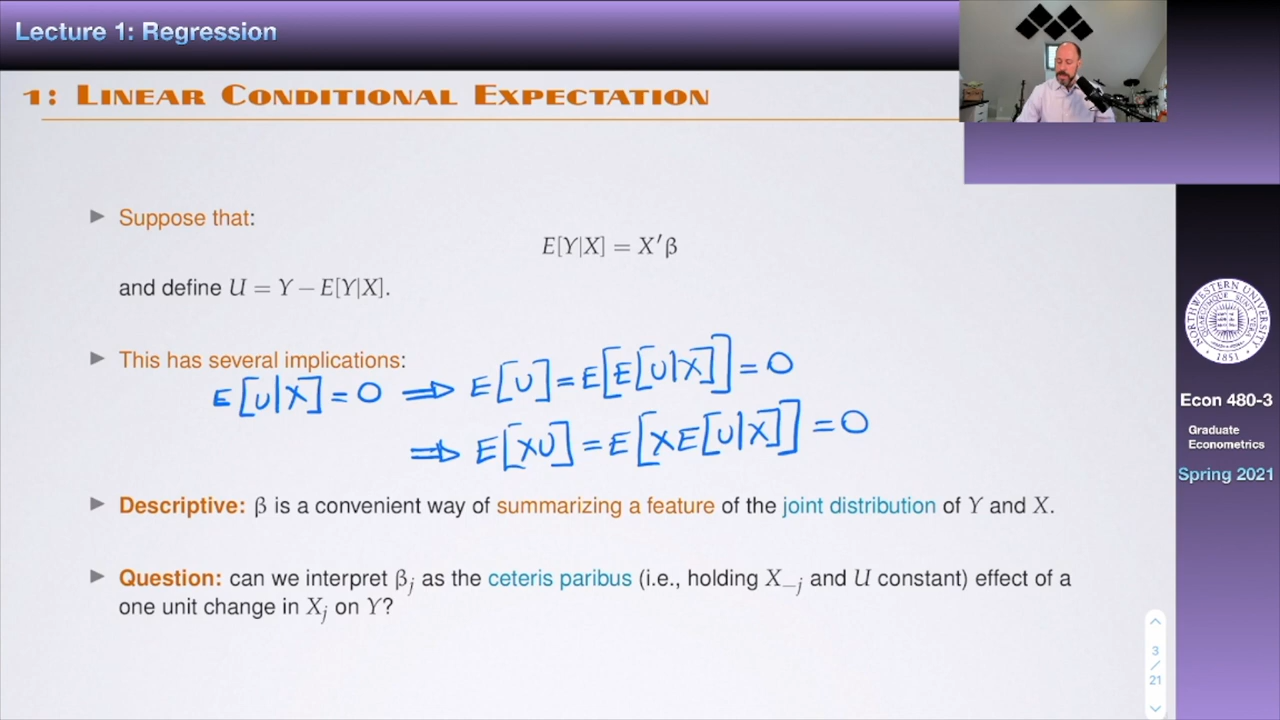 Lecture 1: Regression
1: Linear Conditional Expectation
▶ Suppose that:
E[Y|X] = X′β
and define U = Y − E[Y|X].
▶ This has several implications:
E[U|X] = 0 ⟹ E[U] = E[E[U|X]] = 0
⟹ E[XU] = E[XE[U|X]] = 0
▶ Descriptive: β is a convenient way of summarizing a feature of the joint distribution of Y and X.
▶ Question: can we interpret βⱼ as the ceteris paribus (i.e., holding X₋ⱼ and U constant) effect of a
one unit change in Xⱼ on Y?
NORTHWESTERN UNIVERSITY
1851
Econ 480-3
Graduate
Econometrics
Spring 2021
3
/
21